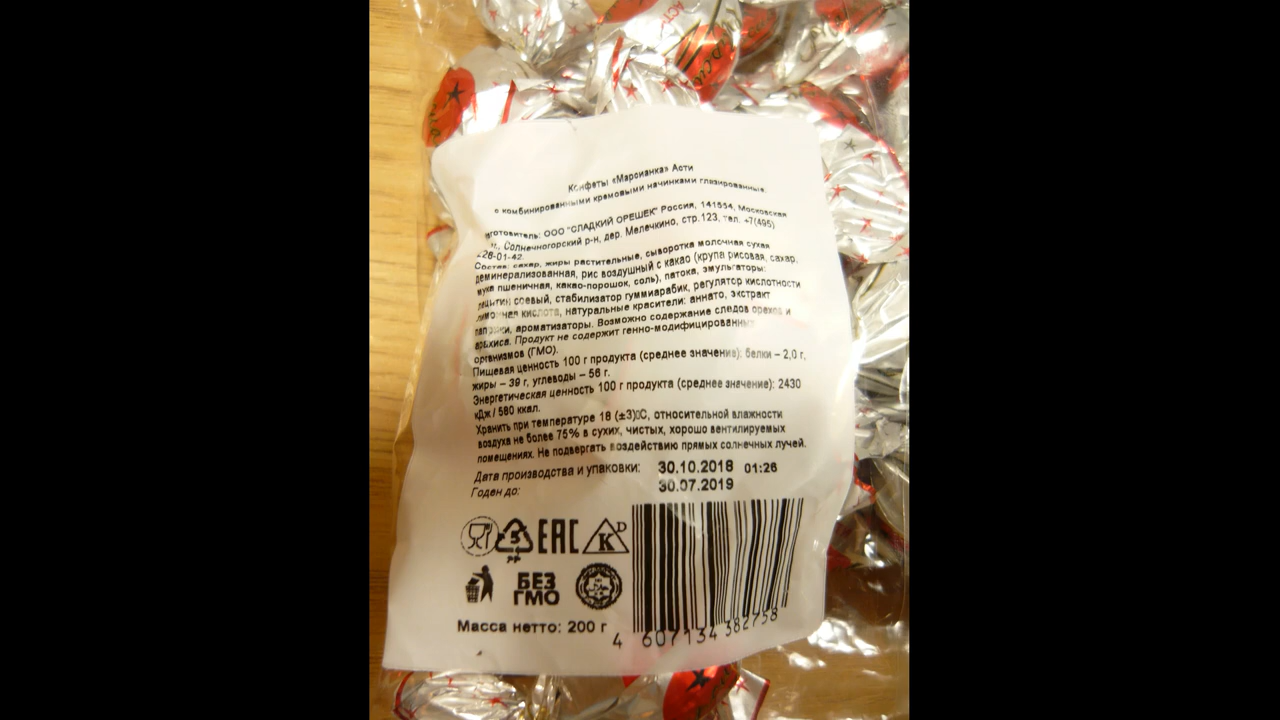 Конфеты «Марсианка» Асти
с комбинированными кремовыми начинками глазированные.
готовитель: ООО "СЛАДКИЙ ОРЕШЕК" Россия, 141554, Московская
Солнечногорский р-н, дер. Мелечкино, стр.123, тел. +7(495)
226-01-42.
Состав: сахар, жиры растительные, сыворотка молочная сухая
деминерализованная, рис воздушный с какао (крупа рисовая, сахар,
мука пшеничная, какао-порошок, соль), патока, эмульгаторы:
лецитин соевый, стабилизатор гуммиарабик, регулятор кислотности
лимонная кислота, натуральные красители: аннато, экстракт
паприки, ароматизаторы. Возможно содержание следов орехов и
арахиса. Продукт не содержит генно-модифицированных
организмов (ГМО).
Пищевая ценность 100 г продукта (среднее значение): белки – 2,0 г,
жиры – 39 г, углеводы – 56 г.
Энергетическая ценность 100 г продукта (среднее значение): 2430
кДж / 580 ккал.
Хранить при температуре 18 (±3)оС, относительной влажности
воздуха не более 75% в сухих, чистых, хорошо вентилируемых
помещениях. Не подвергать воздействию прямых солнечных лучей.
Дата производства и упаковки: 30.10.2018 01:26
Годен до: 30.07.2019
5 PP EAC K D
БЕЗ
ГМО
Масса нетто: 200 г
4 607134 382758